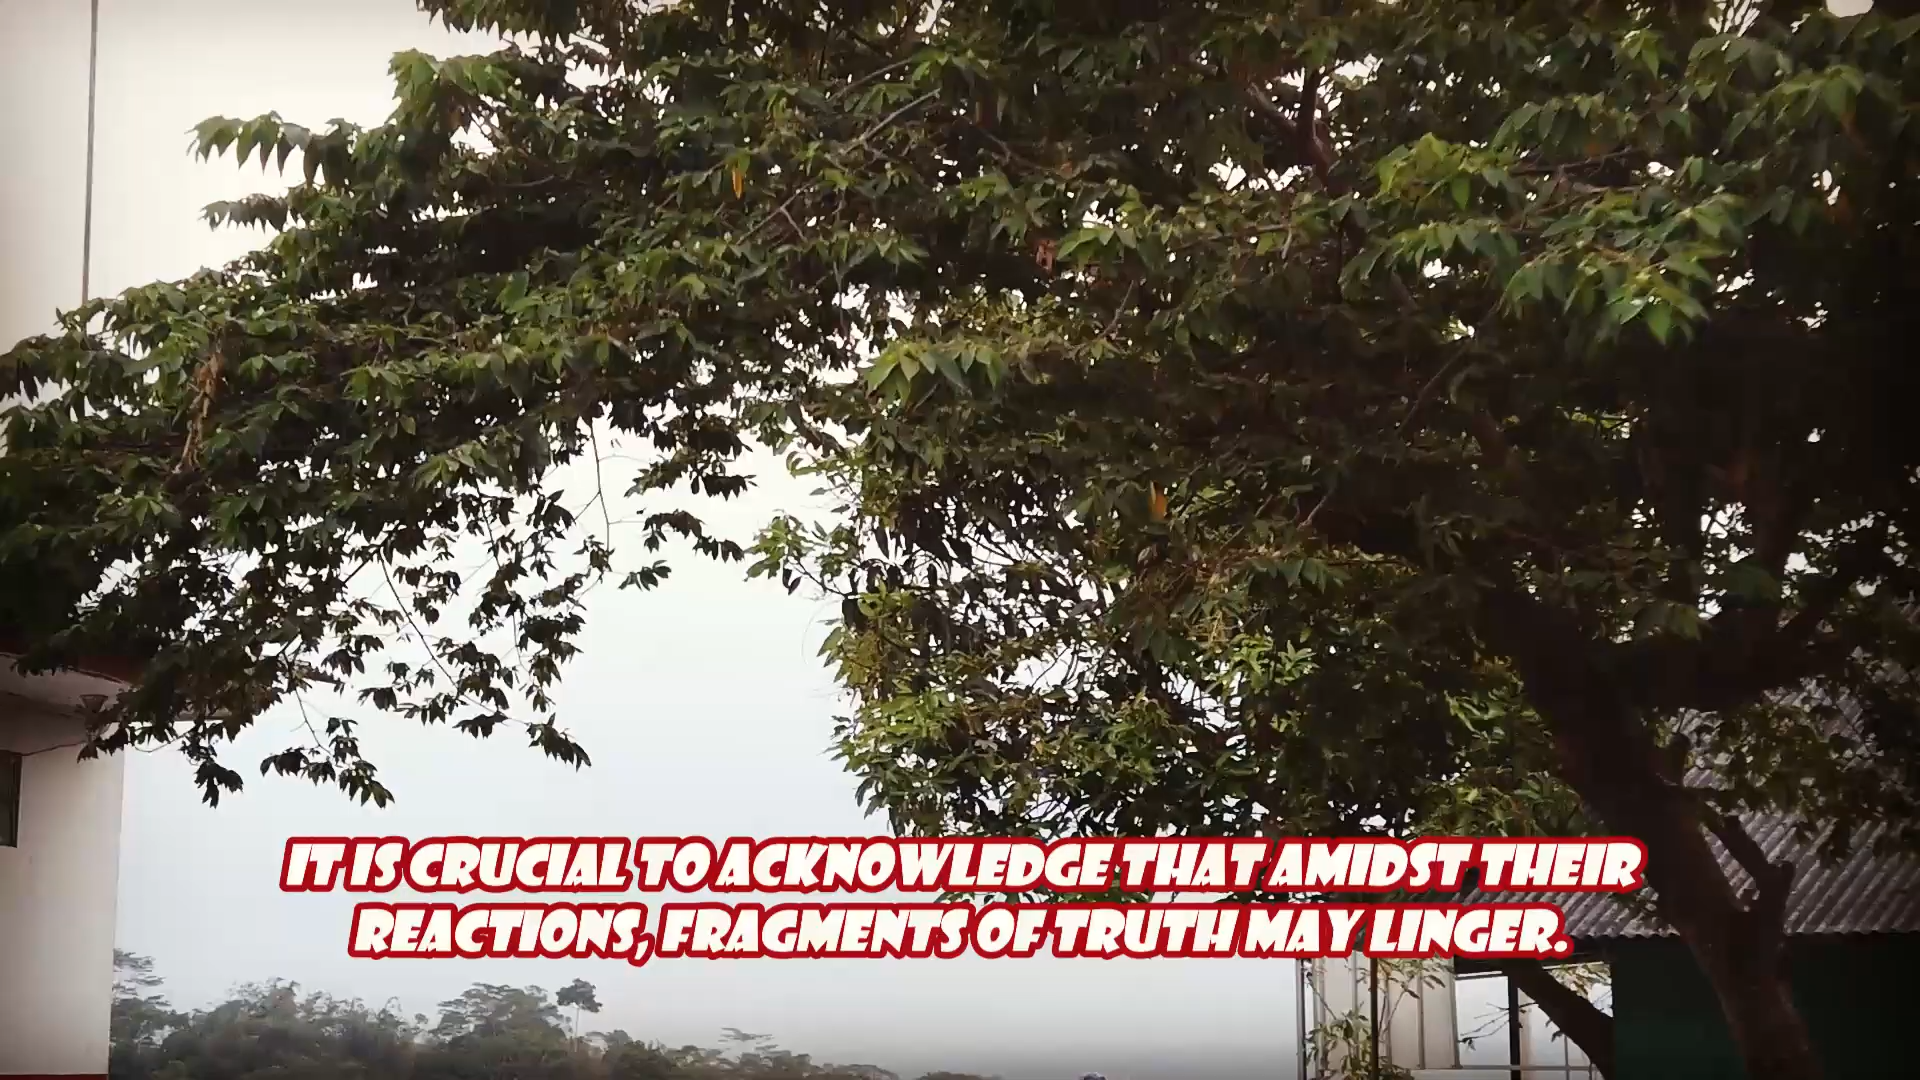 IT IS CRUCIAL TO ACKNOWLEDGE THAT AMIDST THEIR
REACTIONS, FRAGMENTS OF TRUTH MAY LINGER.